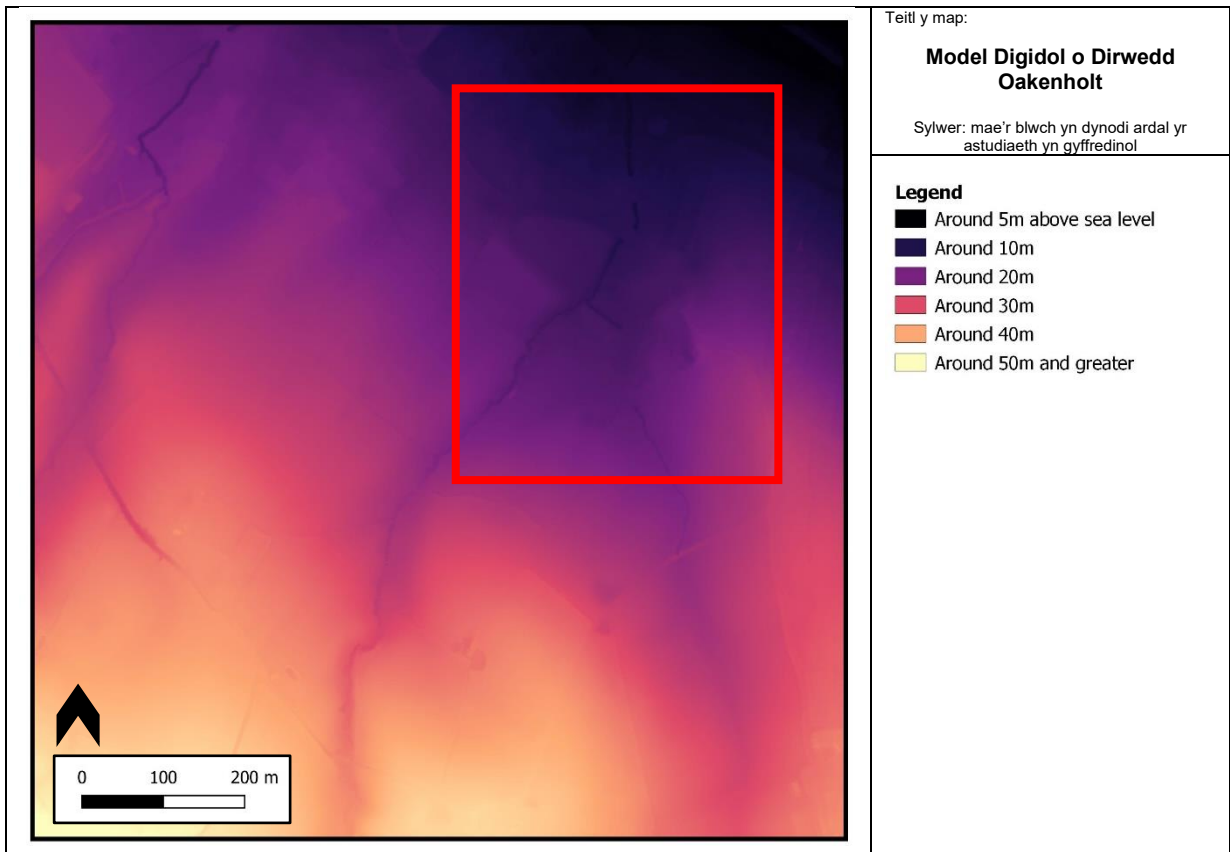 Teitl y map:
Model Digidol o Dirwedd
Oakenholt
Sylwer: mae'r blwch yn dynodi ardal yr
astudiaeth yn gyffredinol
Legend
Around 5m above sea level
Around 10m
Around 20m
Around 30m
Around 40m
Around 50m and greater
0 100 200 m